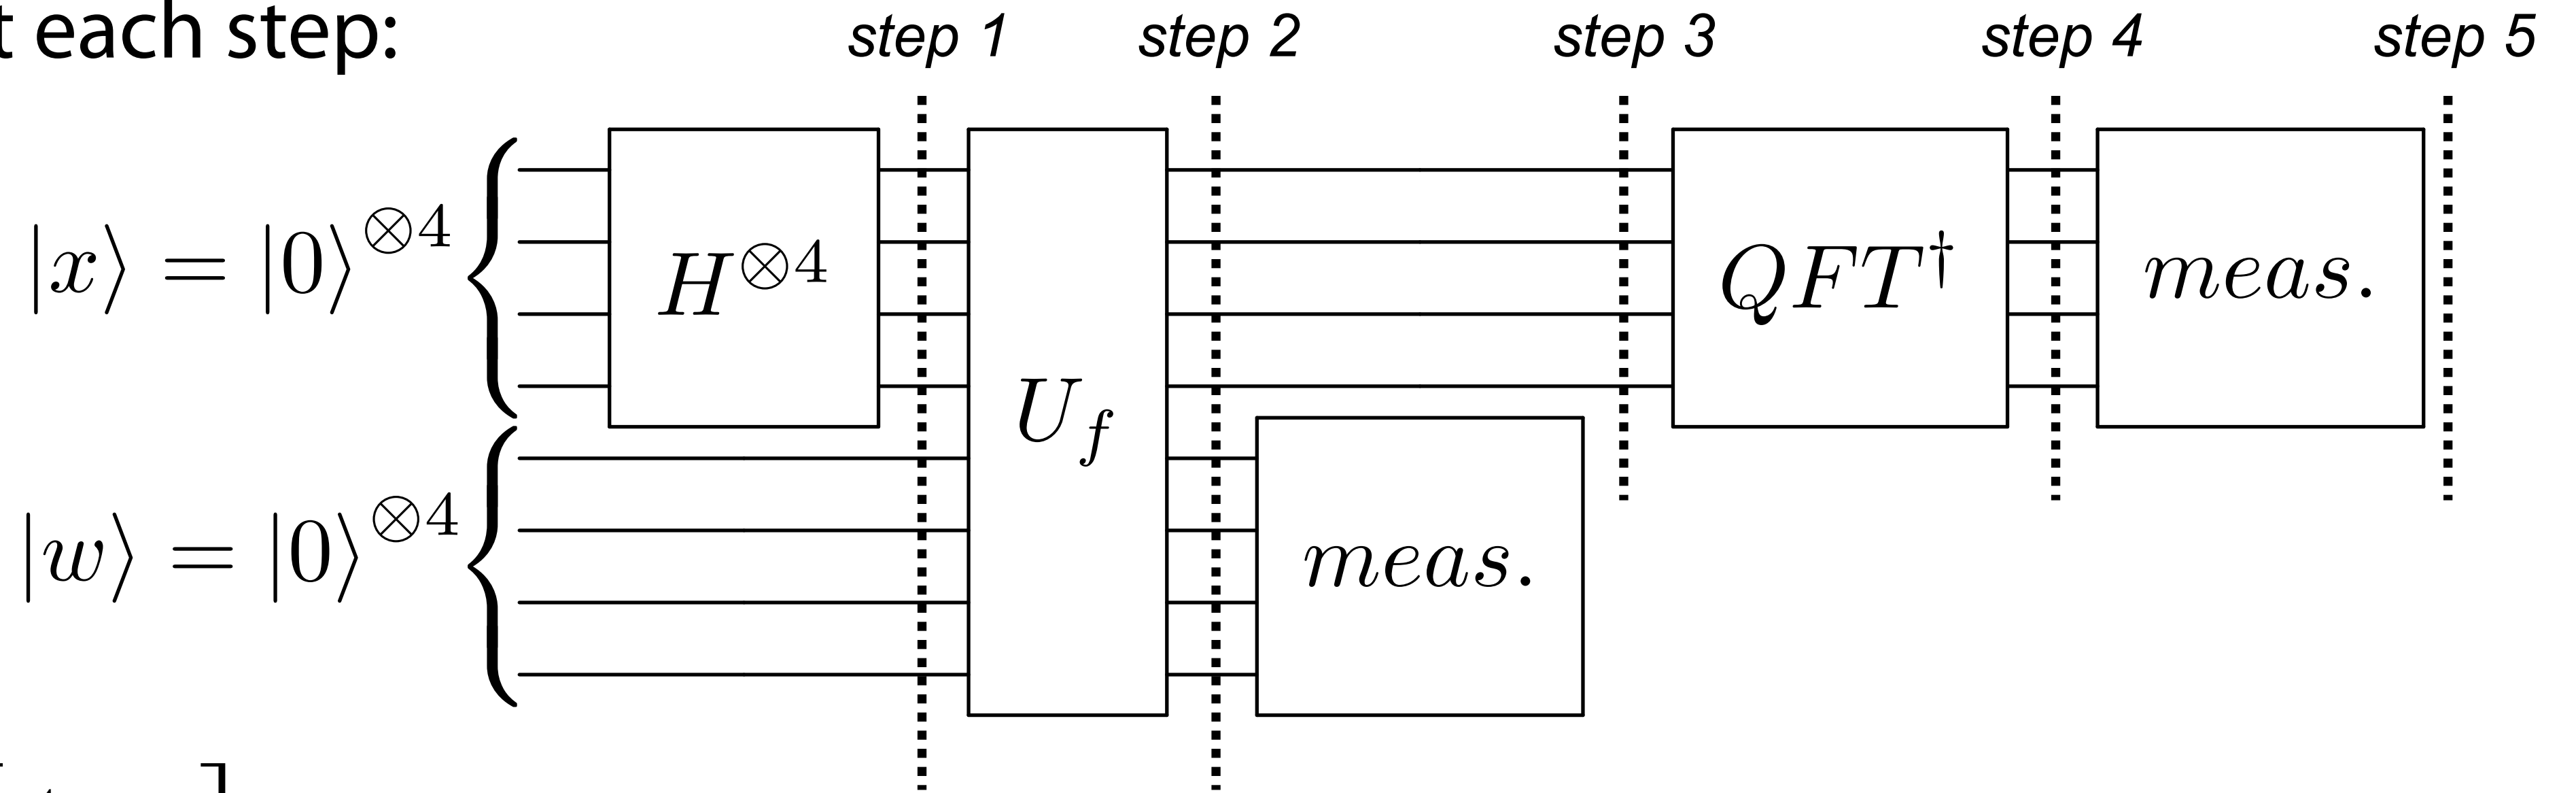 t each step:
step 1 step 2 step 3 step 4 step 5
|x⟩ = |0⟩^{⊗4}
H^{⊗4}
QFT^†
meas.
U_f
|w⟩ = |0⟩^{⊗4}
meas.